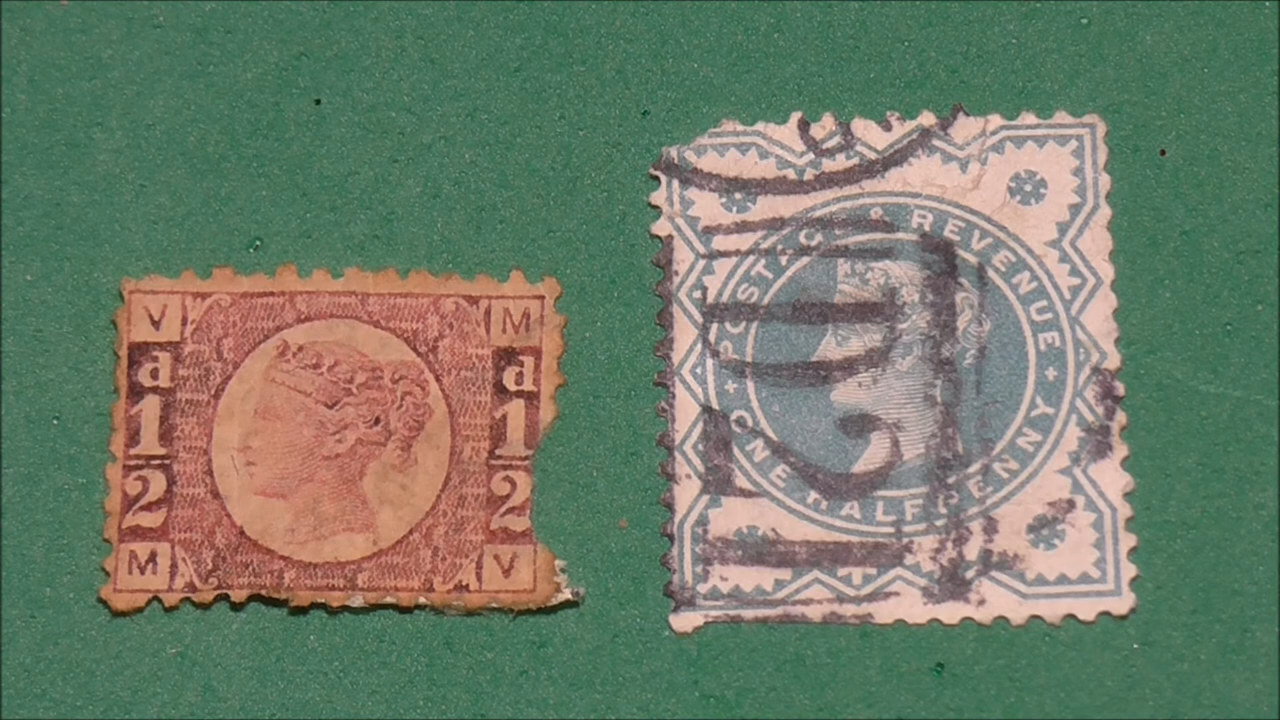 V M
d d
1 1
2 2
M V
POSTAGE & REVENUE
ONE HALFPENNY